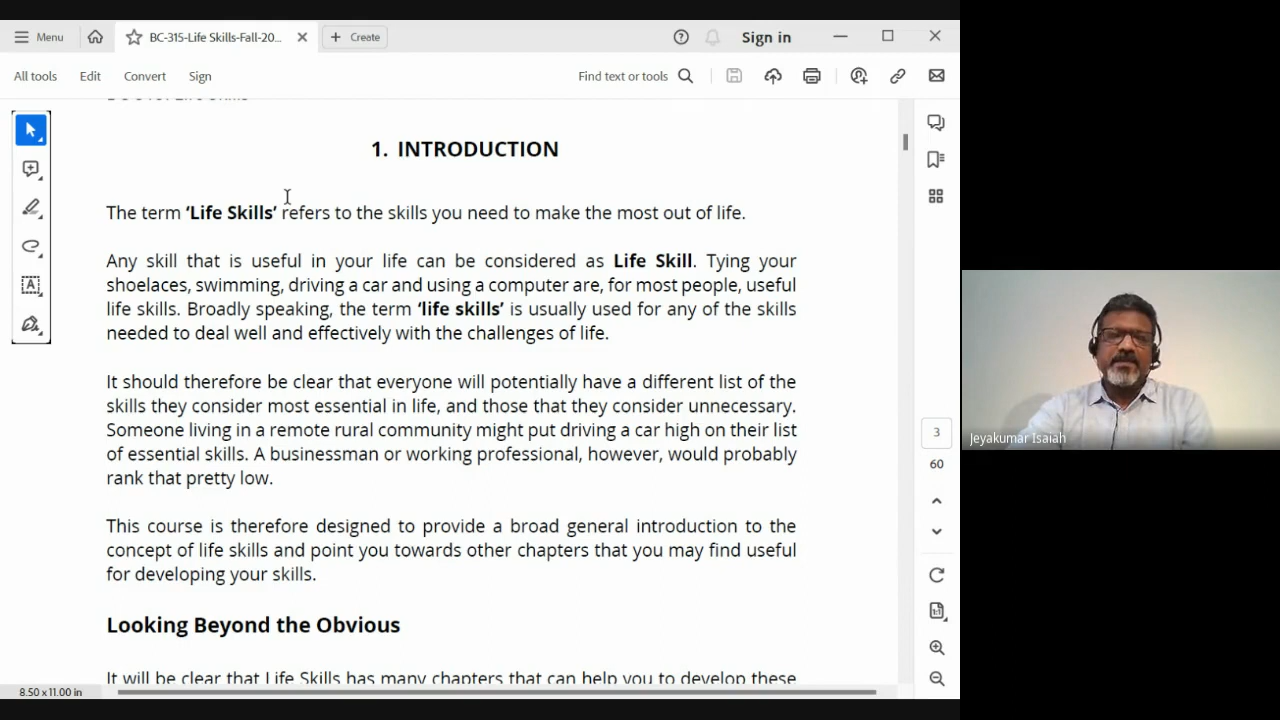 Menu
BC-315-Life Skills-Fall-20...
Create
Sign in
All tools Edit Convert Sign
Find text or tools
1. INTRODUCTION
The term ‘Life Skills’ refers to the skills you need to make the most out of life.
Any skill that is useful in your life can be considered as Life Skill. Tying your
shoelaces, swimming, driving a car and using a computer are, for most people, useful
life skills. Broadly speaking, the term ‘life skills’ is usually used for any of the skills
needed to deal well and effectively with the challenges of life.
It should therefore be clear that everyone will potentially have a different list of the
skills they consider most essential in life, and those that they consider unnecessary.
Someone living in a remote rural community might put driving a car high on their list
of essential skills. A businessman or working professional, however, would probably
rank that pretty low.
This course is therefore designed to provide a broad general introduction to the
concept of life skills and point you towards other chapters that you may find useful
for developing your skills.
Looking Beyond the Obvious
It will be clear that Life Skills has many chapters that can help you to develop these
8.50 x 11.00 in
3
60
Jeyakumar Isaiah